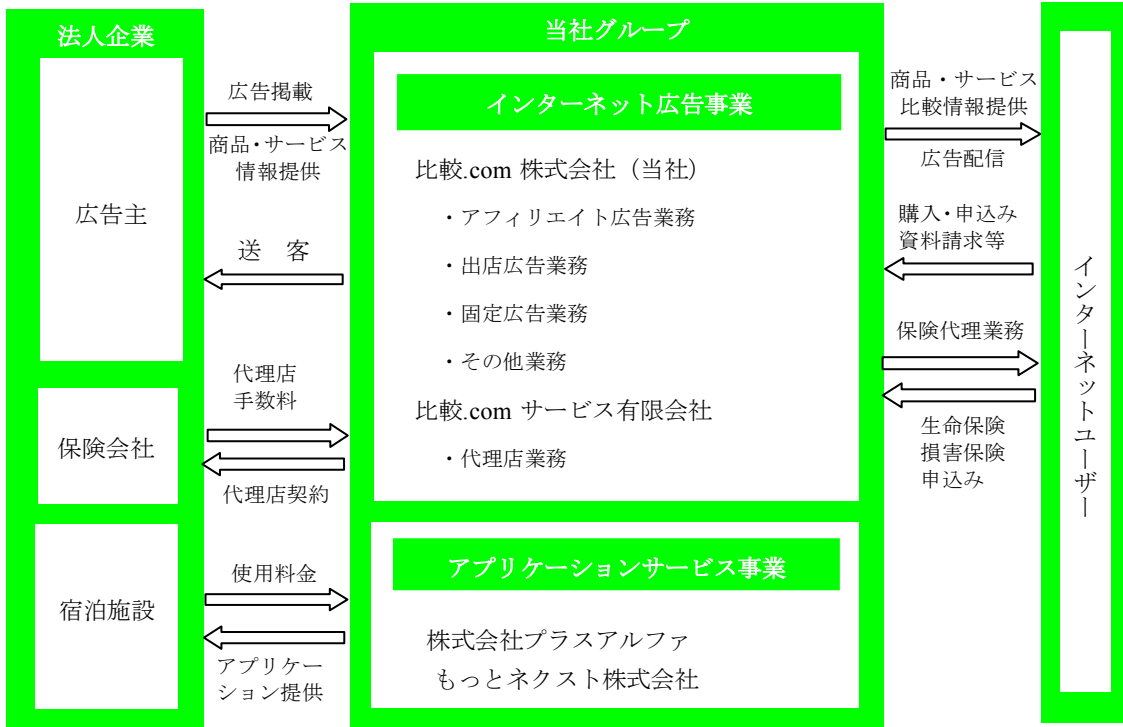 法人企業
広告主
保険会社
宿泊施設
広告掲載
商品・サービス
情報提供
送　客
代理店
手数料
代理店契約
使用料金
アプリケー
ション提供
当社グループ
インターネット広告事業
比較.com 株式会社（当社）
・アフィリエイト広告業務
・出店広告業務
・固定広告業務
・その他業務
比較.com サービス有限会社
・代理店業務
アプリケーションサービス事業
株式会社プラスアルファ
もっとネクスト株式会社
商品・サービス
比較情報提供
広告配信
購入・申込み
資料請求等
保険代理業務
生命保険
損害保険
申込み
インターネットユーザー